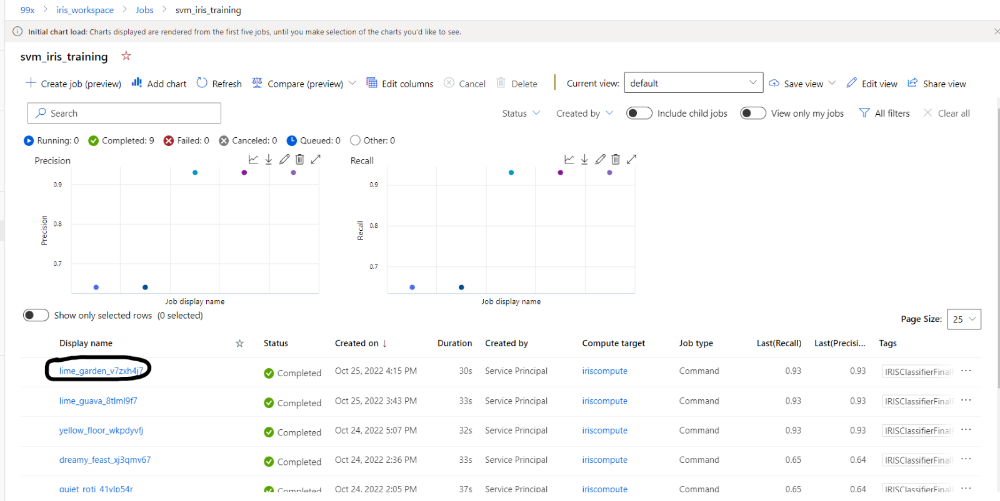 99x > iris_workspace > Jobs > svm_iris_training
Initial chart load: Charts displayed are rendered from the first five jobs, until you make selection of the charts you'd like to see.
svm_iris_training
Create job (preview) Add chart Refresh Compare (preview) Edit columns Cancel Delete Current view: default Save view Edit view Share view
Search Status Created by Include child jobs View only my jobs All filters Clear all
Running: 0 Completed: 9 Failed: 0 Canceled: 0 Queued: 0 Other: 0
Precision
0.9
0.8
0.7
Precision
Job display name
Recall
0.9
0.8
0.7
Recall
Job display name
Show only selected rows (0 selected) Page Size: 25
Display name Status Created on ↓ Duration Created by Compute target Job type Last(Recall) Last(Precisi... Tags
lime_garden_v7zxh4j7 Completed Oct 25, 2022 4:15 PM 30s Service Principal iriscompute Command 0.93 0.93 IRISClassifierFinalF ...
lime_guava_8tlml9f7 Completed Oct 25, 2022 3:43 PM 33s Service Principal iriscompute Command 0.93 0.93 IRISClassifierFinalF ...
yellow_floor_wkpdyvfj Completed Oct 24, 2022 5:07 PM 32s Service Principal iriscompute Command 0.93 0.93 IRISClassifierFinalF ...
dreamy_feast_xj3qmv67 Completed Oct 24, 2022 2:36 PM 33s Service Principal iriscompute Command 0.65 0.64 IRISClassifierFinalF ...
quiet_roti_41vlp54r Completed Oct 24, 2022 2:05 PM 37s Service Principal iriscompute Command 0.65 0.64 IRISClassifierFinalF ...